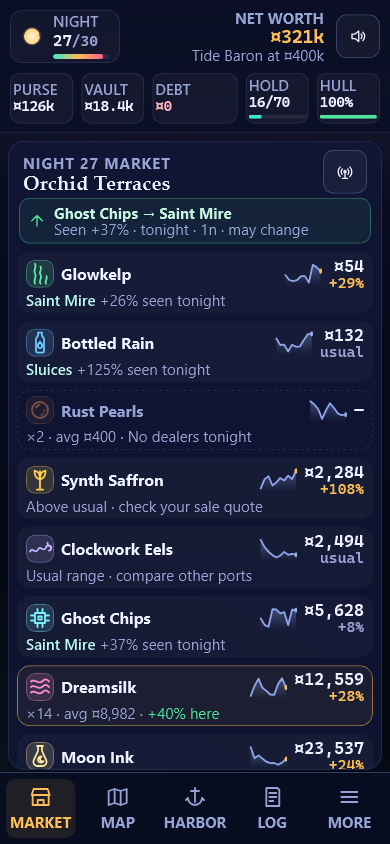 NIGHT
27/30
NET WORTH
¤321k
Tide Baron at ¤400k
PURSE
¤126k
VAULT
¤18.4k
DEBT
¤0
HOLD
16/70
HULL
100%
NIGHT 27 MARKET
Orchid Terraces
Ghost Chips → Saint Mire
Seen +37% · tonight · 1n · may change
Glowkelp
¤54
+29%
Saint Mire +26% seen tonight
Bottled Rain
¤132
usual
Sluices +125% seen tonight
Rust Pearls
—
×2 · avg ¤400 · No dealers tonight
Synth Saffron
¤2,284
+108%
Above usual · check your sale quote
Clockwork Eels
¤2,494
usual
Usual range · compare other ports
Ghost Chips
¤5,628
+8%
Saint Mire +37% seen tonight
Dreamsilk
¤12,559
+28%
×14 · avg ¤8,982 · +40% here
Moon Ink
¤23,537
+24%
MARKET
MAP
HARBOR
LOG
MORE